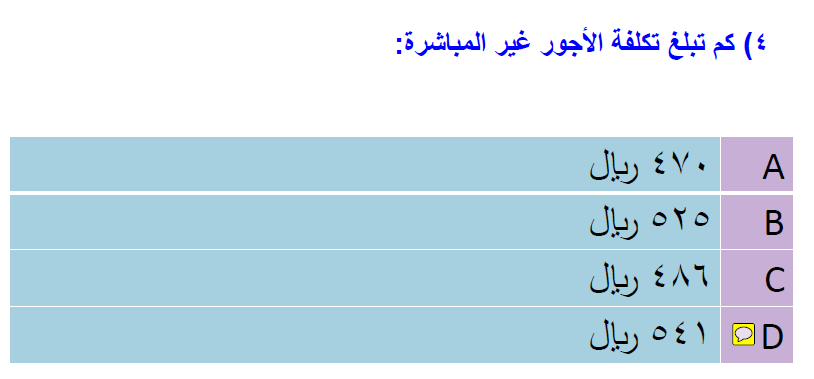 ٤) كم تبلغ تكلفة الأجور غير المباشرة:
A ٤٧٠ ريال
B ٥٢٥ ريال
C ٤٨٦ ريال
D ٥٤١ ريال